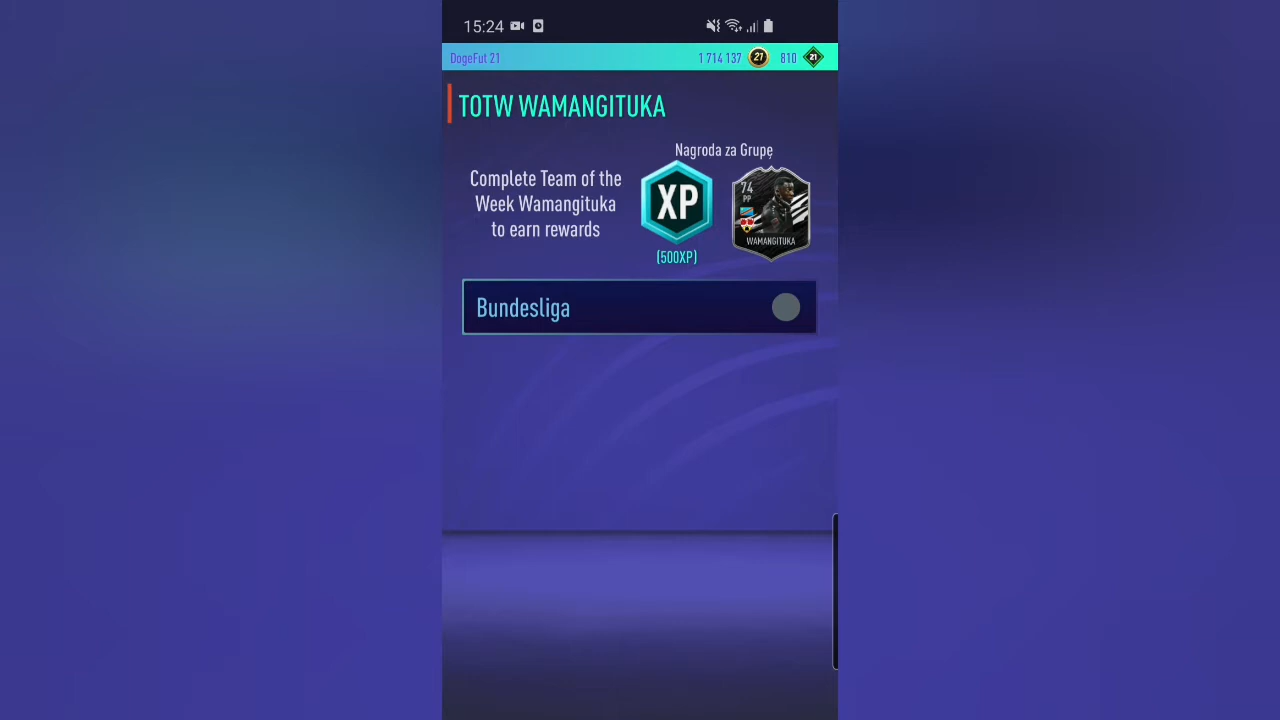 15:24
DogeFut 21
1 714 137
21
810
21
TOTW WAMANGITUKA
Nagroda za Grupę
Complete Team of the
Week Wamangituka
to earn rewards
XP
(500XP)
74
PP
WAMANGITUKA
Bundesliga